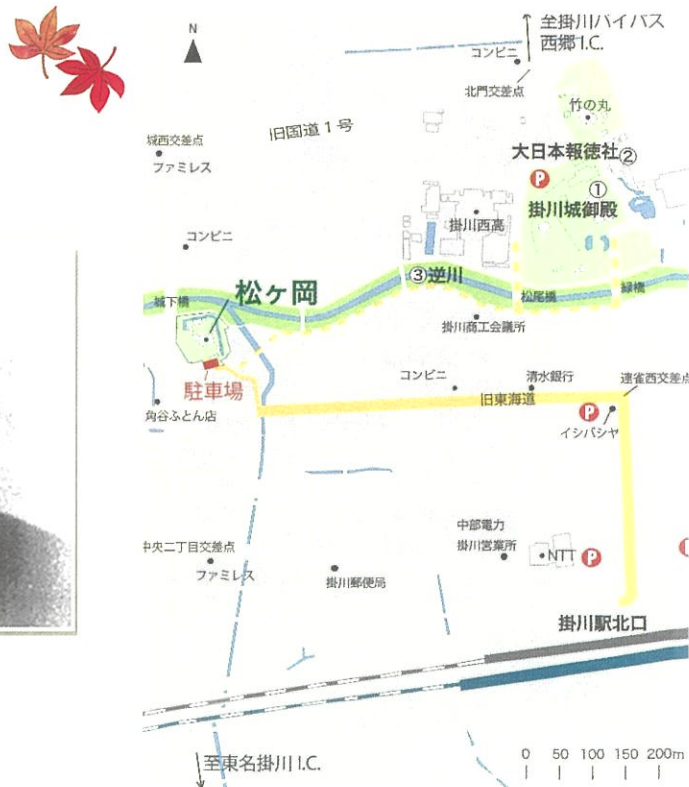 N
至掛川バイパス
西郷I.C.
コンビニ
北門交差点
竹の丸
旧国道1号
城西交差点
ファミレス
大日本報徳社②
P
①
掛川城御殿
掛川西高
コンビニ
③逆川
松ヶ岡
城下橋
松尾橋
緑橋
掛川商工会議所
駐車場
コンビニ
清水銀行
連雀西交差点
旧東海道
角谷ふとん店
P
イシバシヤ
中部電力
掛川営業所
NTT
P
中央二丁目交差点
ファミレス
掛川郵便局
掛川駅北口
至東名掛川I.C.
0 50 100 150 200m